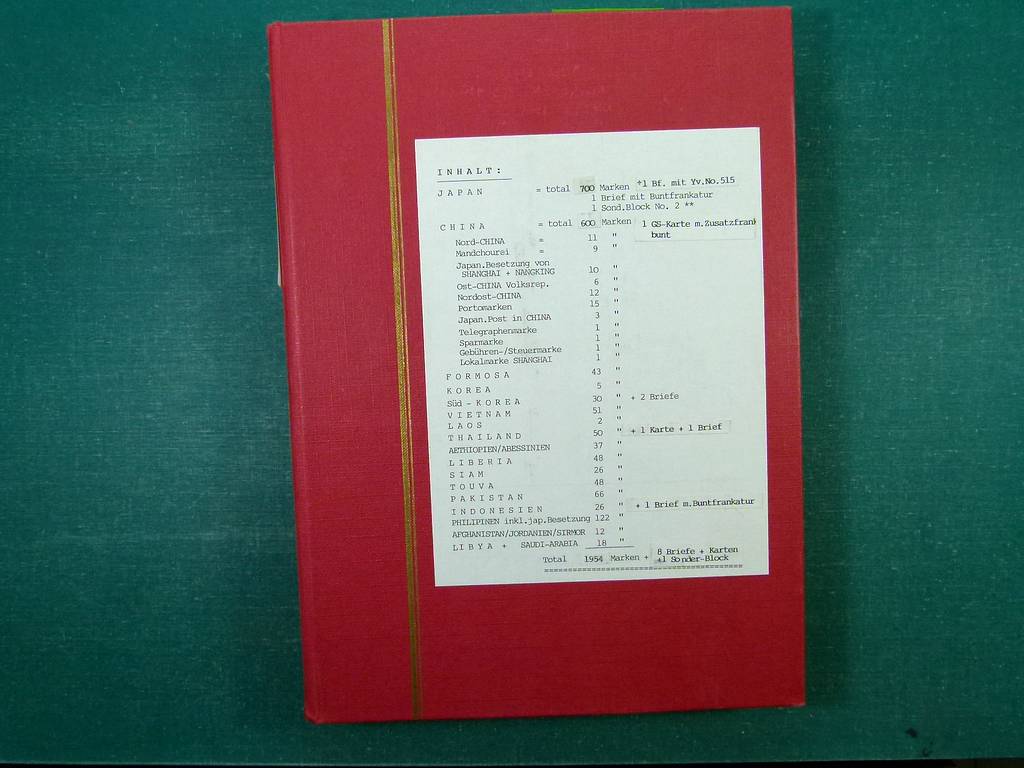 INHALT:
JAPAN = total 700 Marken +1 Bf. mit Yv.No.515
1 Brief mit Buntfrankatur
1 Sond.Block No. 2 **
CHINA = total 600 Marken 1 GS-Karte m.Zusatzfrank
bunt
Nord-CHINA = 11 "
Mandchourei = 9 "
Japan.Besetzung von
SHANGHAI + NANGKING 10 "
Ost-CHINA Volksrep. 6 "
Nordost-CHINA 12 "
Portomarken 15 "
Japan.Post in CHINA 3 "
Telegraphenmarke 1 "
Sparmarke 1 "
Gebühren-/Steuermarke 1 "
Lokalmarke SHANGHAI 1 "
FORMOSA 43 "
KOREA 5 "
Süd - KOREA 30 " + 2 Briefe
VIETNAM 51 "
LAOS 2 "
THAILAND 50 " + 1 Karte + 1 Brief
AETHIOPIEN/ABESSINIEN 37 "
LIBERIA 48 "
SIAM 26 "
TOUVA 48 "
PAKISTAN 66 "
INDONESIEN 26 " + 1 Brief m.Buntfrankatur
PHILIPINEN inkl.jap.Besetzung 122 "
AFGHANISTAN/JORDANIEN/SIRMOR 12 "
LIBYA + SAUDI-ARABIA 18 "
Total 1954 Marken + 8 Briefe + Karten
+1 Sonder-Block